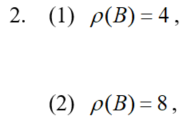 2. (1) ρ(B) = 4 ,
(2) ρ(B) = 8 ,